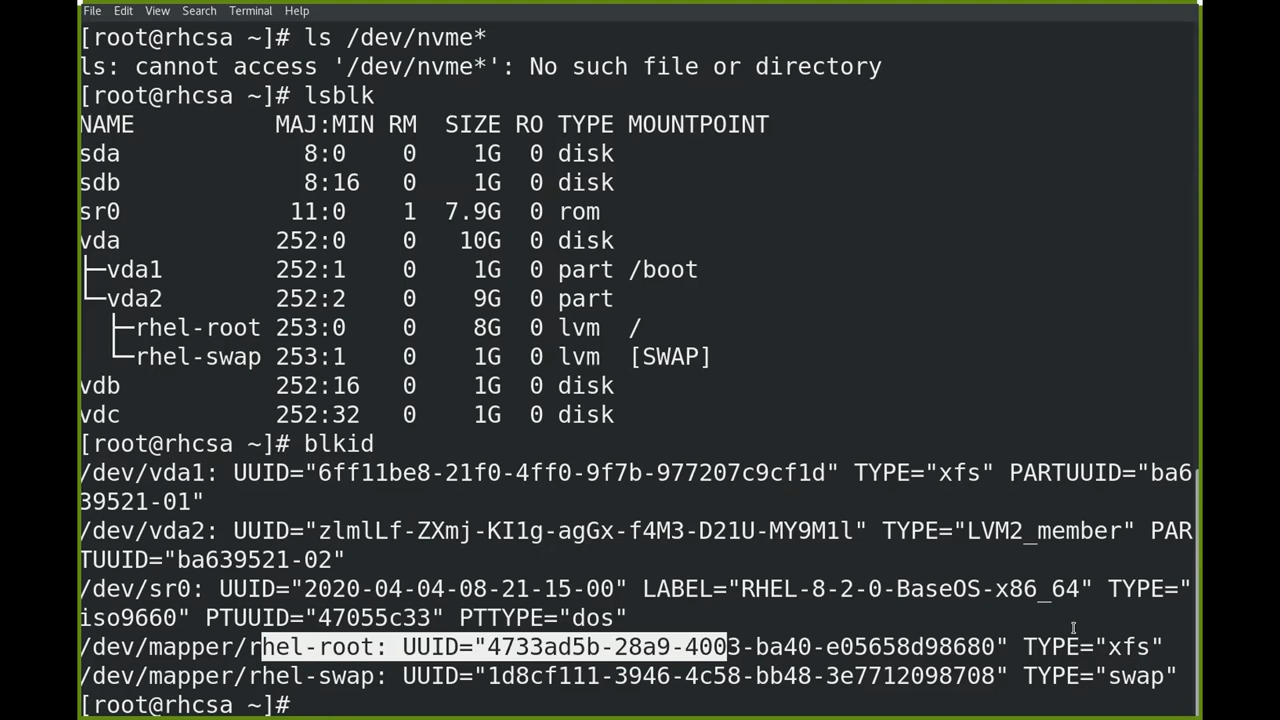 File Edit View Search Terminal Help
[root@rhcsa ~]# ls /dev/nvme*
ls: cannot access '/dev/nvme*': No such file or directory
[root@rhcsa ~]# lsblk
NAME          MAJ:MIN RM  SIZE RO TYPE MOUNTPOINT
sda             8:0    0    1G  0 disk
sdb             8:16   0    1G  0 disk
sr0            11:0    1  7.9G  0 rom
vda           252:0    0   10G  0 disk
├─vda1        252:1    0    1G  0 part /boot
└─vda2        252:2    0    9G  0 part
  ├─rhel-root 253:0    0    8G  0 lvm  /
  └─rhel-swap 253:1    0    1G  0 lvm  [SWAP]
vdb           252:16   0    1G  0 disk
vdc           252:32   0    1G  0 disk
[root@rhcsa ~]# blkid
/dev/vda1: UUID="6ff11be8-21f0-4ff0-9f7b-977207c9cf1d" TYPE="xfs" PARTUUID="ba6
39521-01"
/dev/vda2: UUID="zlmlLf-ZXmj-KI1g-agGx-f4M3-D21U-MY9M1l" TYPE="LVM2_member" PAR
TUUID="ba639521-02"
/dev/sr0: UUID="2020-04-04-08-21-15-00" LABEL="RHEL-8-2-0-BaseOS-x86_64" TYPE="
iso9660" PTUUID="47055c33" PTTYPE="dos"
/dev/mapper/rhel-root: UUID="4733ad5b-28a9-4003-ba40-e05658d98680" TYPE="xfs"
/dev/mapper/rhel-swap: UUID="1d8cf111-3946-4c58-bb48-3e7712098708" TYPE="swap"
[root@rhcsa ~]#